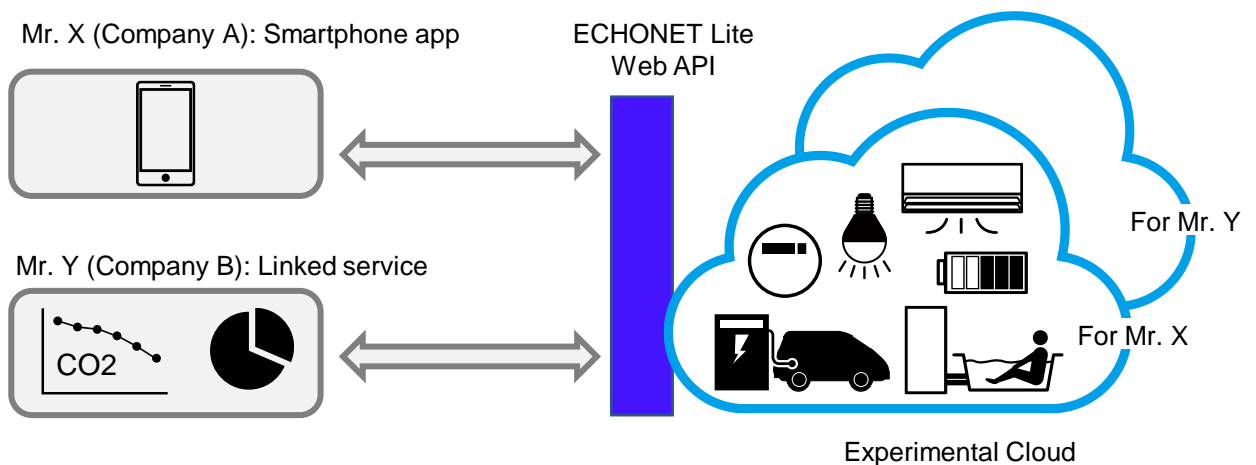 Mr. X (Company A): Smartphone app
ECHONET Lite
Web API
For Mr. Y
Mr. Y (Company B): Linked service
CO2
For Mr. X
Experimental Cloud